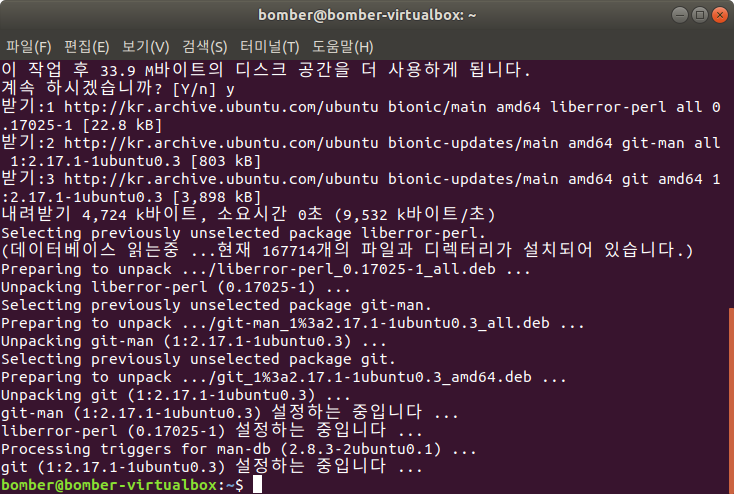 bomber@bomber-virtualbox: ~
파일(F) 편집(E) 보기(V) 검색(S) 터미널(T) 도움말(H)
이 작업 후 33.9 M바이트의 디스크 공간을 더 사용하게 됩니다.
계속 하시겠습니까? [Y/n] y
받기:1 http://kr.archive.ubuntu.com/ubuntu bionic/main amd64 liberror-perl all 0
.17025-1 [22.8 kB]
받기:2 http://kr.archive.ubuntu.com/ubuntu bionic-updates/main amd64 git-man all
 1:2.17.1-1ubuntu0.3 [803 kB]
받기:3 http://kr.archive.ubuntu.com/ubuntu bionic-updates/main amd64 git amd64 1
:2.17.1-1ubuntu0.3 [3,898 kB]
내려받기 4,724 k바이트, 소요시간 0초 (9,532 k바이트/초)
Selecting previously unselected package liberror-perl.
(데이터베이스 읽는중 ...현재 167714개의 파일과 디렉터리가 설치되어 있습니다.)
Preparing to unpack .../liberror-perl_0.17025-1_all.deb ...
Unpacking liberror-perl (0.17025-1) ...
Selecting previously unselected package git-man.
Preparing to unpack .../git-man_1%3a2.17.1-1ubuntu0.3_all.deb ...
Unpacking git-man (1:2.17.1-1ubuntu0.3) ...
Selecting previously unselected package git.
Preparing to unpack .../git_1%3a2.17.1-1ubuntu0.3_amd64.deb ...
Unpacking git (1:2.17.1-1ubuntu0.3) ...
git-man (1:2.17.1-1ubuntu0.3) 설정하는 중입니다 ...
liberror-perl (0.17025-1) 설정하는 중입니다 ...
Processing triggers for man-db (2.8.3-2ubuntu0.1) ...
git (1:2.17.1-1ubuntu0.3) 설정하는 중입니다 ...
bomber@bomber-virtualbox:~$